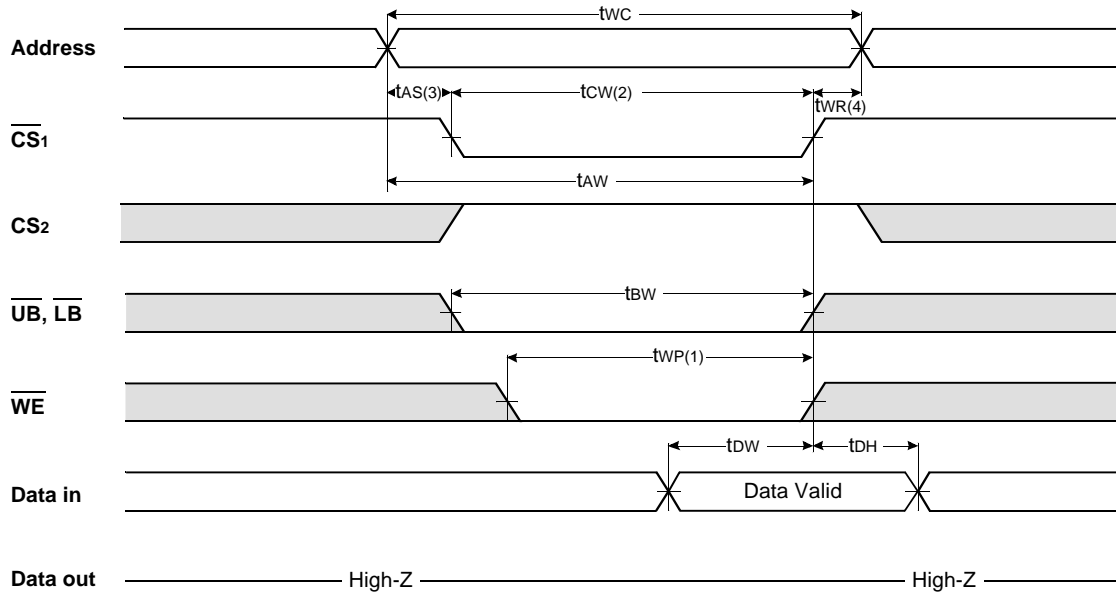 tWC
Address
tAS(3) tCW(2) tWR(4)
CS1
tAW
CS2
UB, LB
tBW
WE
tWP(1)
tDW tDH
Data in Data Valid
Data out High-Z High-Z